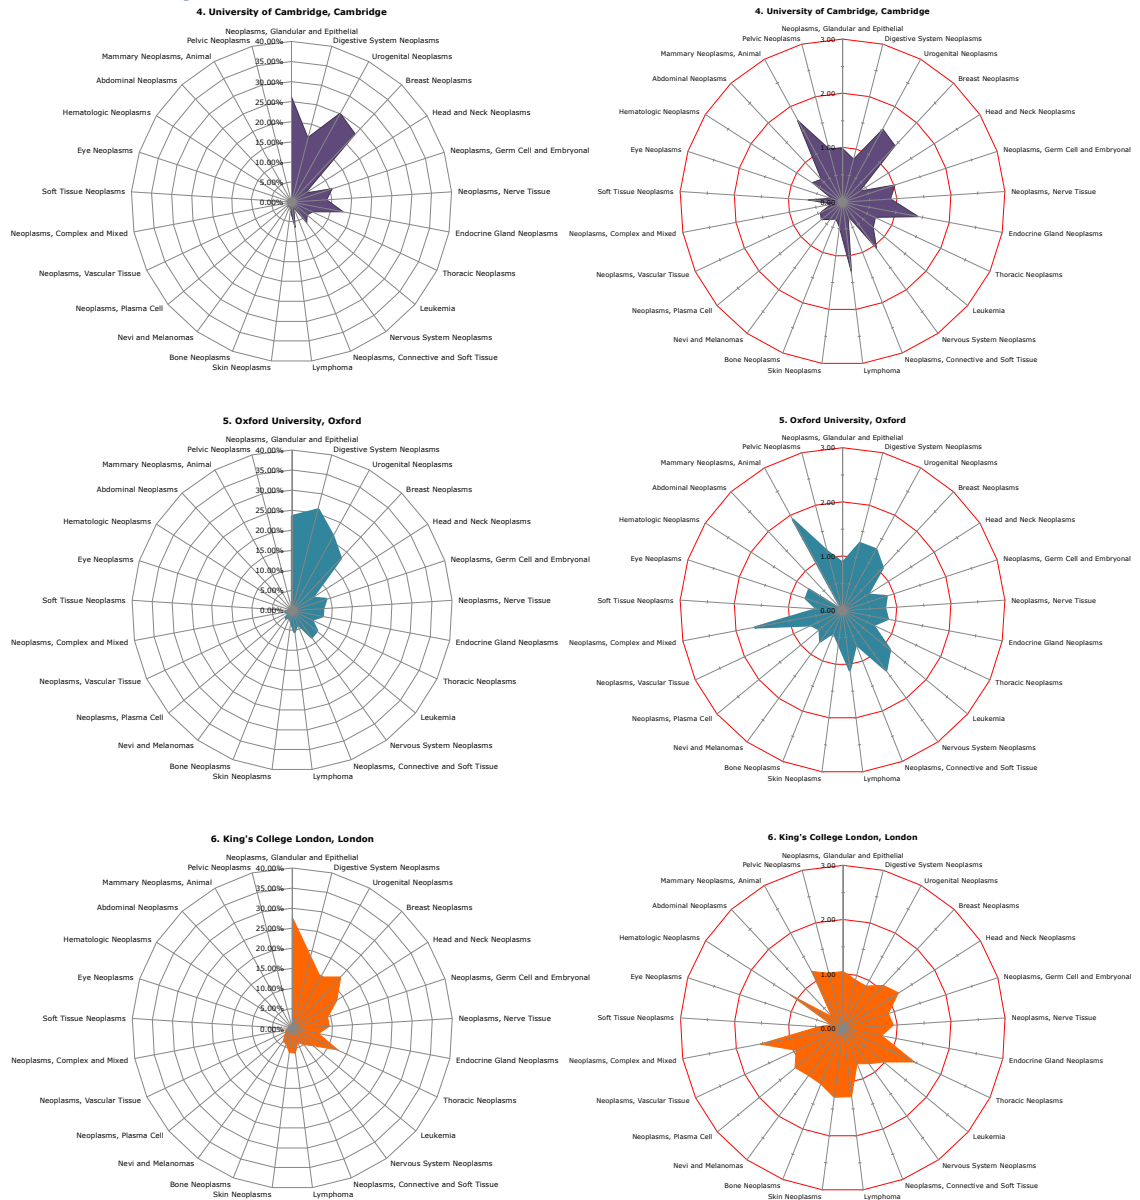 4. University of Cambridge, Cambridge
Neoplasms, Glandular and Epithelial
Pelvic Neoplasms
40.00%
Digestive System Neoplasms
Mammary Neoplasms, Animal
35.00%
Urogenital Neoplasms
Abdominal Neoplasms
30.00%
Breast Neoplasms
25.00%
Hematologic Neoplasms
20.00%
Head and Neck Neoplasms
15.00%
Eye Neoplasms
10.00%
Neoplasms, Germ Cell and Embryonal
5.00%
Soft Tissue Neoplasms
0.00%
Neoplasms, Nerve Tissue
Neoplasms, Complex and Mixed
Endocrine Gland Neoplasms
Neoplasms, Vascular Tissue
Thoracic Neoplasms
Neoplasms, Plasma Cell
Leukemia
Nevi and Melanomas
Nervous System Neoplasms
Bone Neoplasms
Neoplasms, Connective and Soft Tissue
Skin Neoplasms
Lymphoma
4. University of Cambridge, Cambridge
Neoplasms, Glandular and Epithelial
Pelvic Neoplasms
3.00
Digestive System Neoplasms
Mammary Neoplasms, Animal
Urogenital Neoplasms
Abdominal Neoplasms
Breast Neoplasms
2.00
Hematologic Neoplasms
Head and Neck Neoplasms
Eye Neoplasms
1.00
Neoplasms, Germ Cell and Embryonal
Soft Tissue Neoplasms
0.00
Neoplasms, Nerve Tissue
Neoplasms, Complex and Mixed
Endocrine Gland Neoplasms
Neoplasms, Vascular Tissue
Thoracic Neoplasms
Neoplasms, Plasma Cell
Leukemia
Nevi and Melanomas
Nervous System Neoplasms
Bone Neoplasms
Neoplasms, Connective and Soft Tissue
Skin Neoplasms
Lymphoma
5. Oxford University, Oxford
Neoplasms, Glandular and Epithelial
Pelvic Neoplasms
40.00%
Digestive System Neoplasms
Mammary Neoplasms, Animal
35.00%
Urogenital Neoplasms
Abdominal Neoplasms
30.00%
Breast Neoplasms
25.00%
Hematologic Neoplasms
20.00%
Head and Neck Neoplasms
15.00%
Eye Neoplasms
10.00%
Neoplasms, Germ Cell and Embryonal
5.00%
Soft Tissue Neoplasms
0.00%
Neoplasms, Nerve Tissue
Neoplasms, Complex and Mixed
Endocrine Gland Neoplasms
Neoplasms, Vascular Tissue
Thoracic Neoplasms
Neoplasms, Plasma Cell
Leukemia
Nevi and Melanomas
Nervous System Neoplasms
Bone Neoplasms
Neoplasms, Connective and Soft Tissue
Skin Neoplasms
Lymphoma
5. Oxford University, Oxford
Neoplasms, Glandular and Epithelial
Pelvic Neoplasms
3.00
Digestive System Neoplasms
Mammary Neoplasms, Animal
Urogenital Neoplasms
Abdominal Neoplasms
Breast Neoplasms
2.00
Hematologic Neoplasms
Head and Neck Neoplasms
Eye Neoplasms
1.00
Neoplasms, Germ Cell and Embryonal
Soft Tissue Neoplasms
0.00
Neoplasms, Nerve Tissue
Neoplasms, Complex and Mixed
Endocrine Gland Neoplasms
Neoplasms, Vascular Tissue
Thoracic Neoplasms
Neoplasms, Plasma Cell
Leukemia
Nevi and Melanomas
Nervous System Neoplasms
Bone Neoplasms
Neoplasms, Connective and Soft Tissue
Skin Neoplasms
Lymphoma
6. King's College London, London
Neoplasms, Glandular and Epithelial
Pelvic Neoplasms
40.00%
Digestive System Neoplasms
Mammary Neoplasms, Animal
35.00%
Urogenital Neoplasms
Abdominal Neoplasms
30.00%
Breast Neoplasms
25.00%
Hematologic Neoplasms
20.00%
Head and Neck Neoplasms
15.00%
Eye Neoplasms
10.00%
Neoplasms, Germ Cell and Embryonal
5.00%
Soft Tissue Neoplasms
0.00%
Neoplasms, Nerve Tissue
Neoplasms, Complex and Mixed
Endocrine Gland Neoplasms
Neoplasms, Vascular Tissue
Thoracic Neoplasms
Neoplasms, Plasma Cell
Leukemia
Nevi and Melanomas
Nervous System Neoplasms
Bone Neoplasms
Neoplasms, Connective and Soft Tissue
Skin Neoplasms
Lymphoma
6. King's College London, London
Neoplasms, Glandular and Epithelial
Pelvic Neoplasms
3.00
Digestive System Neoplasms
Mammary Neoplasms, Animal
Urogenital Neoplasms
Abdominal Neoplasms
Breast Neoplasms
2.00
Hematologic Neoplasms
Head and Neck Neoplasms
Eye Neoplasms
1.00
Neoplasms, Germ Cell and Embryonal
Soft Tissue Neoplasms
0.00
Neoplasms, Nerve Tissue
Neoplasms, Complex and Mixed
Endocrine Gland Neoplasms
Neoplasms, Vascular Tissue
Thoracic Neoplasms
Neoplasms, Plasma Cell
Leukemia
Nevi and Melanomas
Nervous System Neoplasms
Bone Neoplasms
Neoplasms, Connective and Soft Tissue
Skin Neoplasms
Lymphoma